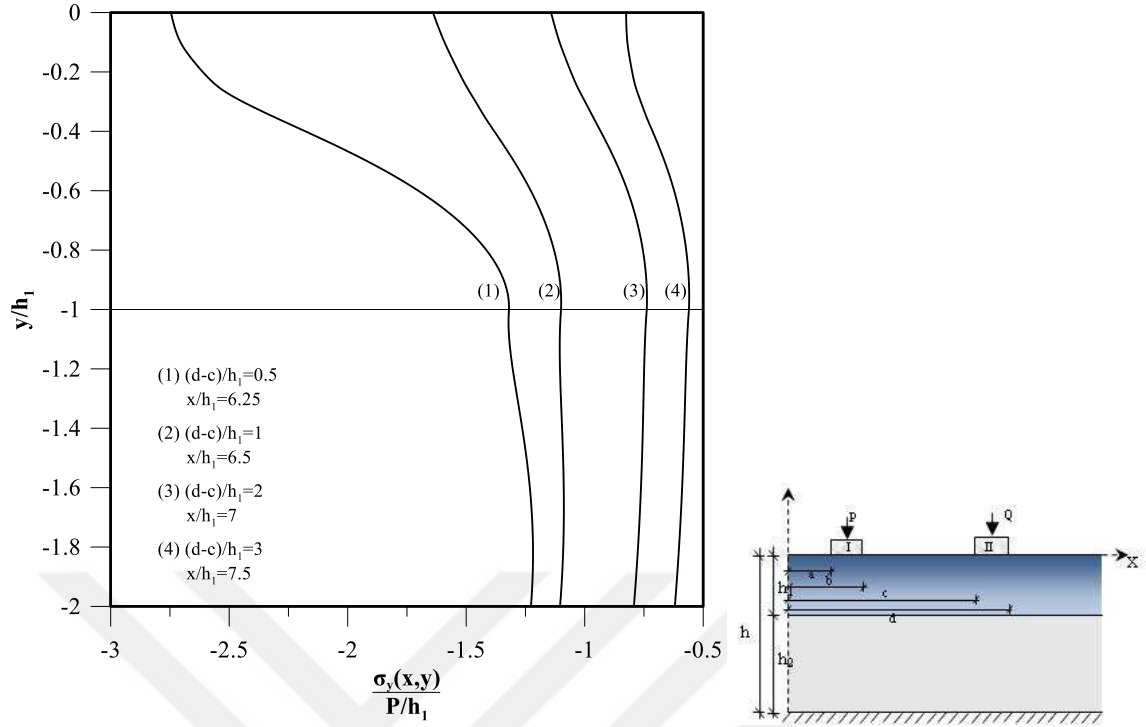 0
-0.2
-0.4
-0.6
-0.8
-1
-1.2
-1.4
-1.6
-1.8
-2
y/h₁
(1) (2) (3) (4)
(1) (d-c)/h₁=0.5
x/h₁=6.25
(2) (d-c)/h₁=1
x/h₁=6.5
(3) (d-c)/h₁=2
x/h₁=7
(4) (d-c)/h₁=3
x/h₁=7.5
-3 -2.5 -2 -1.5 -1 -0.5
σᵧ(x,y)
P/h₁
P Q
I II
X
a
b
c
d
h
h₂